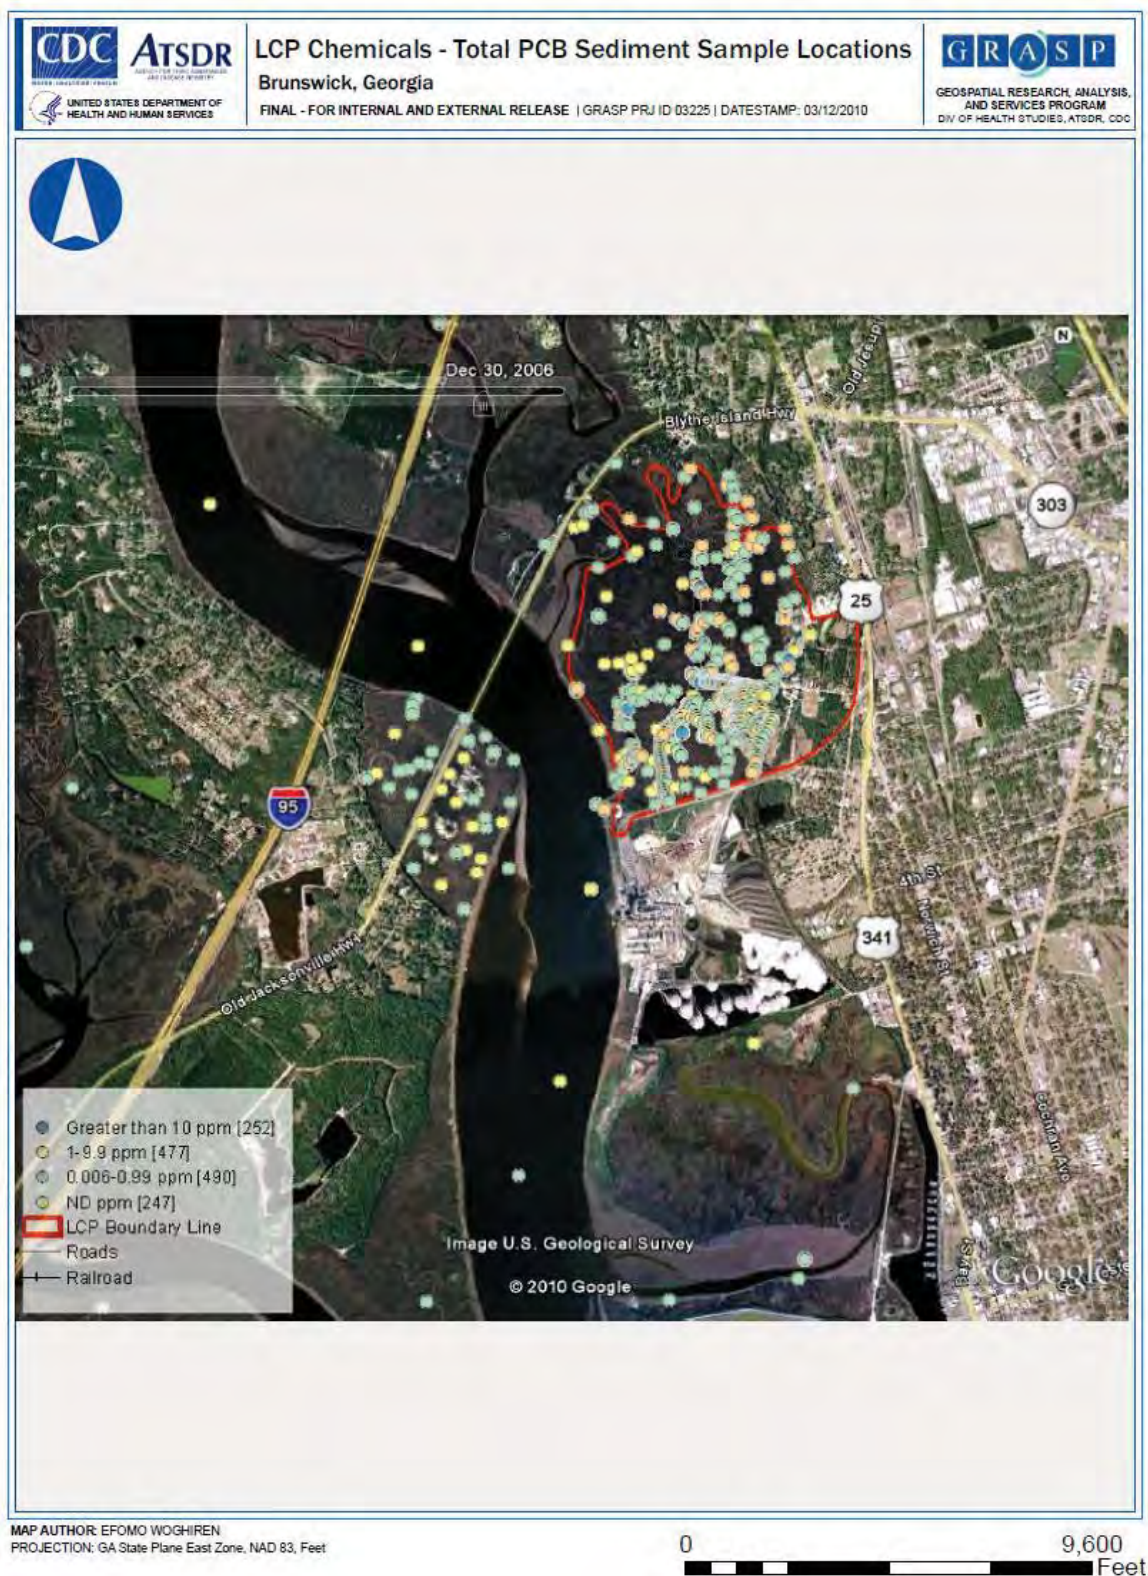 CDC
ATSDR
UNITED STATES DEPARTMENT OF
HEALTH AND HUMAN SERVICES
LCP Chemicals - Total PCB Sediment Sample Locations
Brunswick, Georgia
FINAL - FOR INTERNAL AND EXTERNAL RELEASE | GRASP PRJ ID 03225 | DATESTAMP: 03/12/2010
GRASP
GEOSPATIAL RESEARCH, ANALYSIS,
AND SERVICES PROGRAM
DIV OF HEALTH STUDIES, ATSDR, CDC
Dec 30, 2006
Old Jesup
N
Blythe Island Hwy
303
25
95
4th St
Norwich St
341
Old Jacksonville Hwy
Cochran Ave
Bay St
Greater than 10 ppm [252]
1-9.9 ppm [477]
0.006-0.99 ppm [490]
ND ppm [247]
LCP Boundary Line
Roads
Railroad
Image U.S. Geological Survey
© 2010 Google
Google
MAP AUTHOR: EFOMO WOGHIREN
PROJECTION: GA State Plane East Zone, NAD 83, Feet
0
9,600
Feet